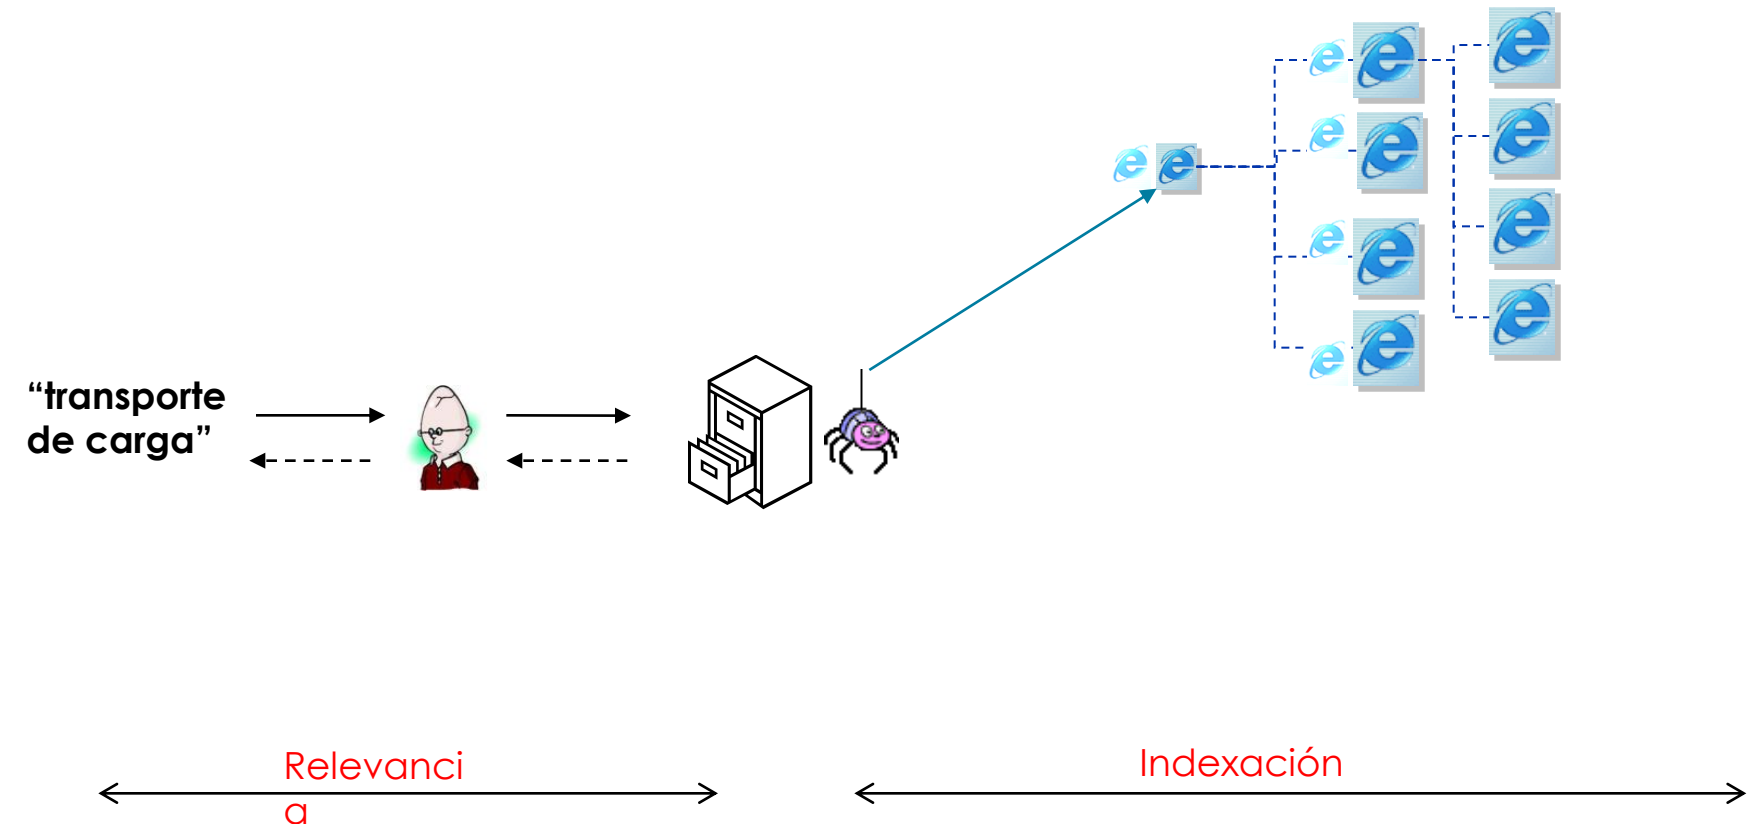 “transporte
de carga”
Relevanci
a
Indexación